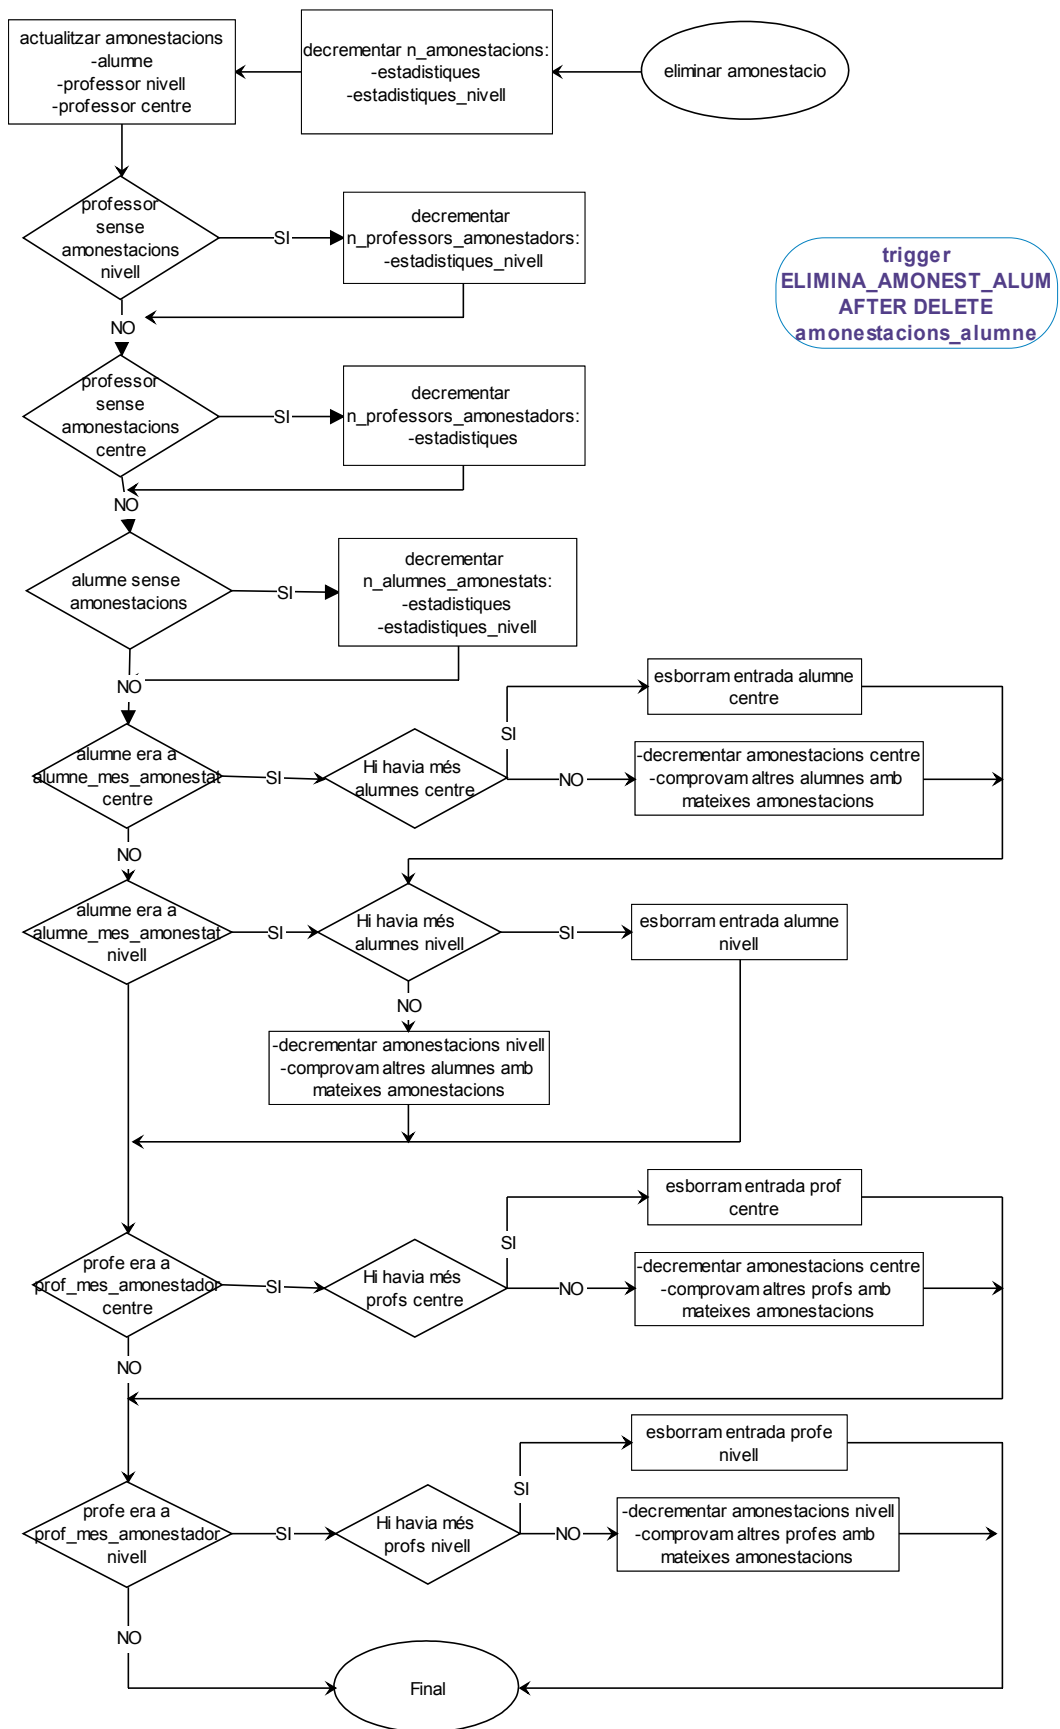 actualitzar amonestacions
-alumne
-professor nivell
-professor centre
decrementar n_amonestacions:
-estadistiques
-estadistiques_nivell
eliminar amonestacio
professor
sense
amonestacions
nivell
SI
decrementar
n_professors_amonestadors:
-estadistiques_nivell
trigger
ELIMINA_AMONEST_ALUM
AFTER DELETE
amonestacions_alumne
NO
professor
sense
amonestacions
centre
SI
decrementar
n_professors_amonestadors:
-estadistiques
NO
alumne sense
amonestacions
SI
decrementar
n_alumnes_amonestats:
-estadistiques
-estadistiques_nivell
NO
alumne era a
alumne_mes_amonestat
centre
SI
Hi havia més
alumnes centre
SI
esborram entrada alumne
centre
NO
-decrementar amonestacions centre
-comprovam altres alumnes amb
mateixes amonestacions
NO
alumne era a
alumne_mes_amonestat
nivell
SI
Hi havia més
alumnes nivell
SI
esborram entrada alumne
nivell
NO
-decrementar amonestacions nivell
-comprovam altres alumnes amb
mateixes amonestacions
profe era a
prof_mes_amonestador
centre
SI
Hi havia més
profs centre
SI
esborram entrada prof
centre
NO
-decrementar amonestacions centre
-comprovam altres profs amb
mateixes amonestacions
NO
profe era a
prof_mes_amonestador
nivell
SI
Hi havia més
profs nivell
SI
esborram entrada profe
nivell
NO
-decrementar amonestacions nivell
-comprovam altres profes amb
mateixes amonestacions
NO
Final